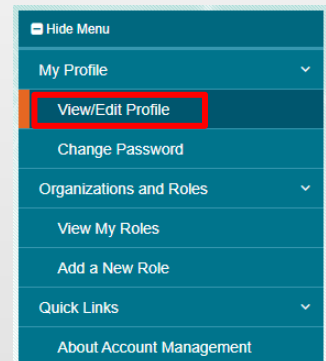 Hide Menu
My Profile
View/Edit Profile
Change Password
Organizations and Roles
View My Roles
Add a New Role
Quick Links
About Account Management